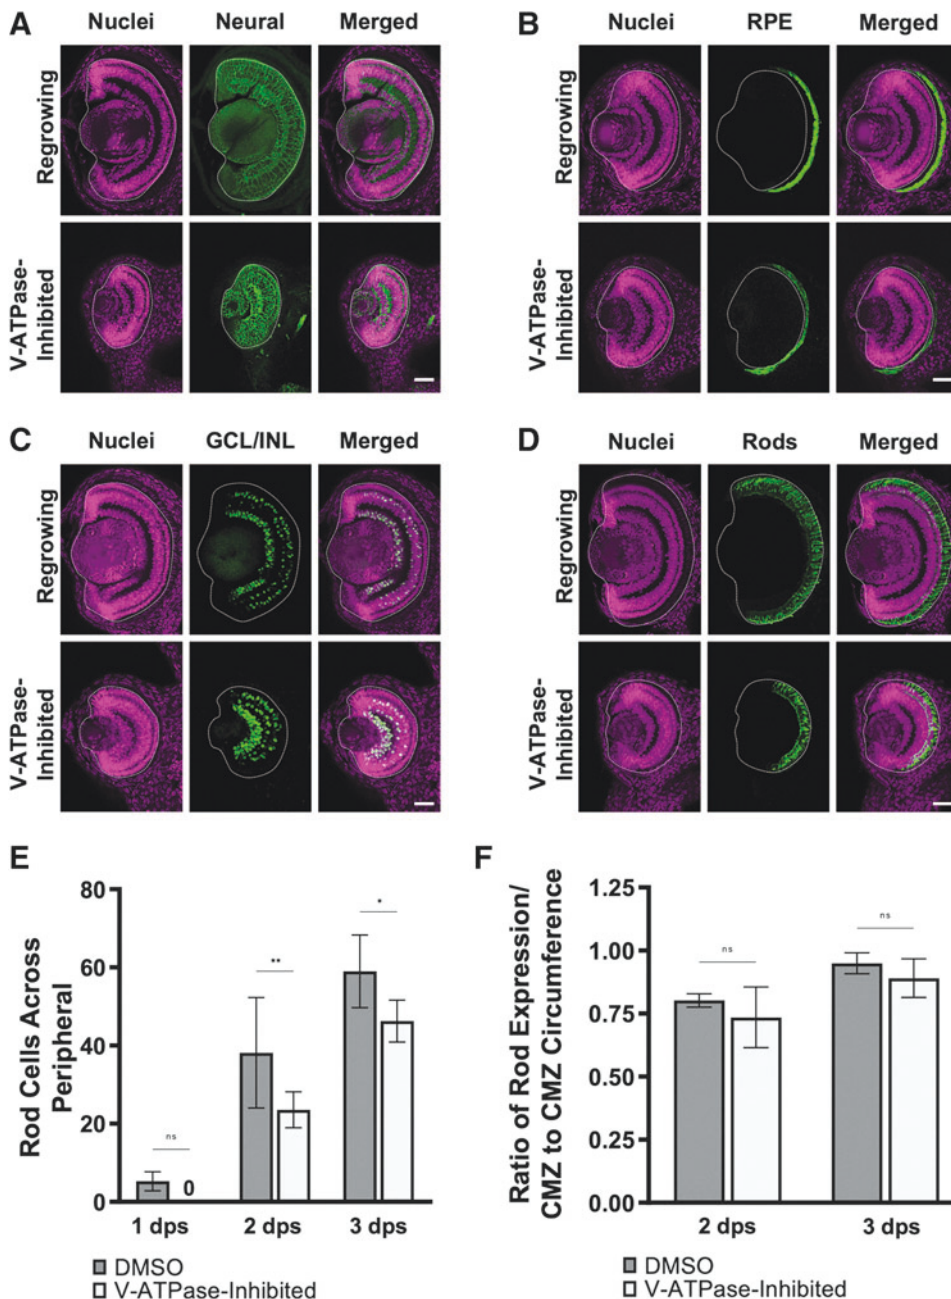 A
Nuclei Neural Merged
Regrowing
V-ATPase-
Inhibited
B
Nuclei RPE Merged
Regrowing
V-ATPase-
Inhibited
C
Nuclei GCL/INL Merged
Regrowing
V-ATPase-
Inhibited
D
Nuclei Rods Merged
Regrowing
V-ATPase-
Inhibited
E
Rod Cells Across
Peripheral
80
60
40
20
0
ns
0
**
*
1 dps 2 dps 3 dps
DMSO
V-ATPase-Inhibited
F
Ratio of Rod Expression/
CMZ to CMZ Circumference
1.25
1.00
0.75
0.50
0.25
0.00
ns
ns
2 dps 3 dps
DMSO
V-ATPase-Inhibited